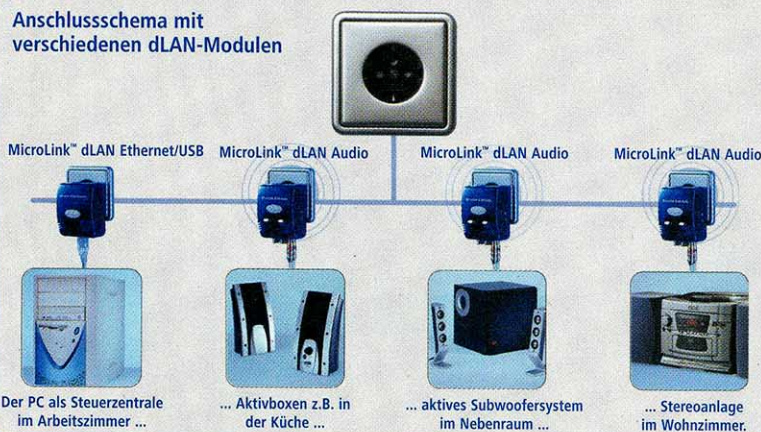 Anschlussschema mit
verschiedenen dLAN-Modulen
MicroLink™ dLAN Ethernet/USB
MicroLink™ dLAN Audio
MicroLink™ dLAN Audio
MicroLink™ dLAN Audio
Der PC als Steuerzentrale
im Arbeitszimmer ...
... Aktivboxen z.B. in
der Küche ...
... aktives Subwoofersystem
im Nebenraum ...
... Stereoanlage
im Wohnzimmer.